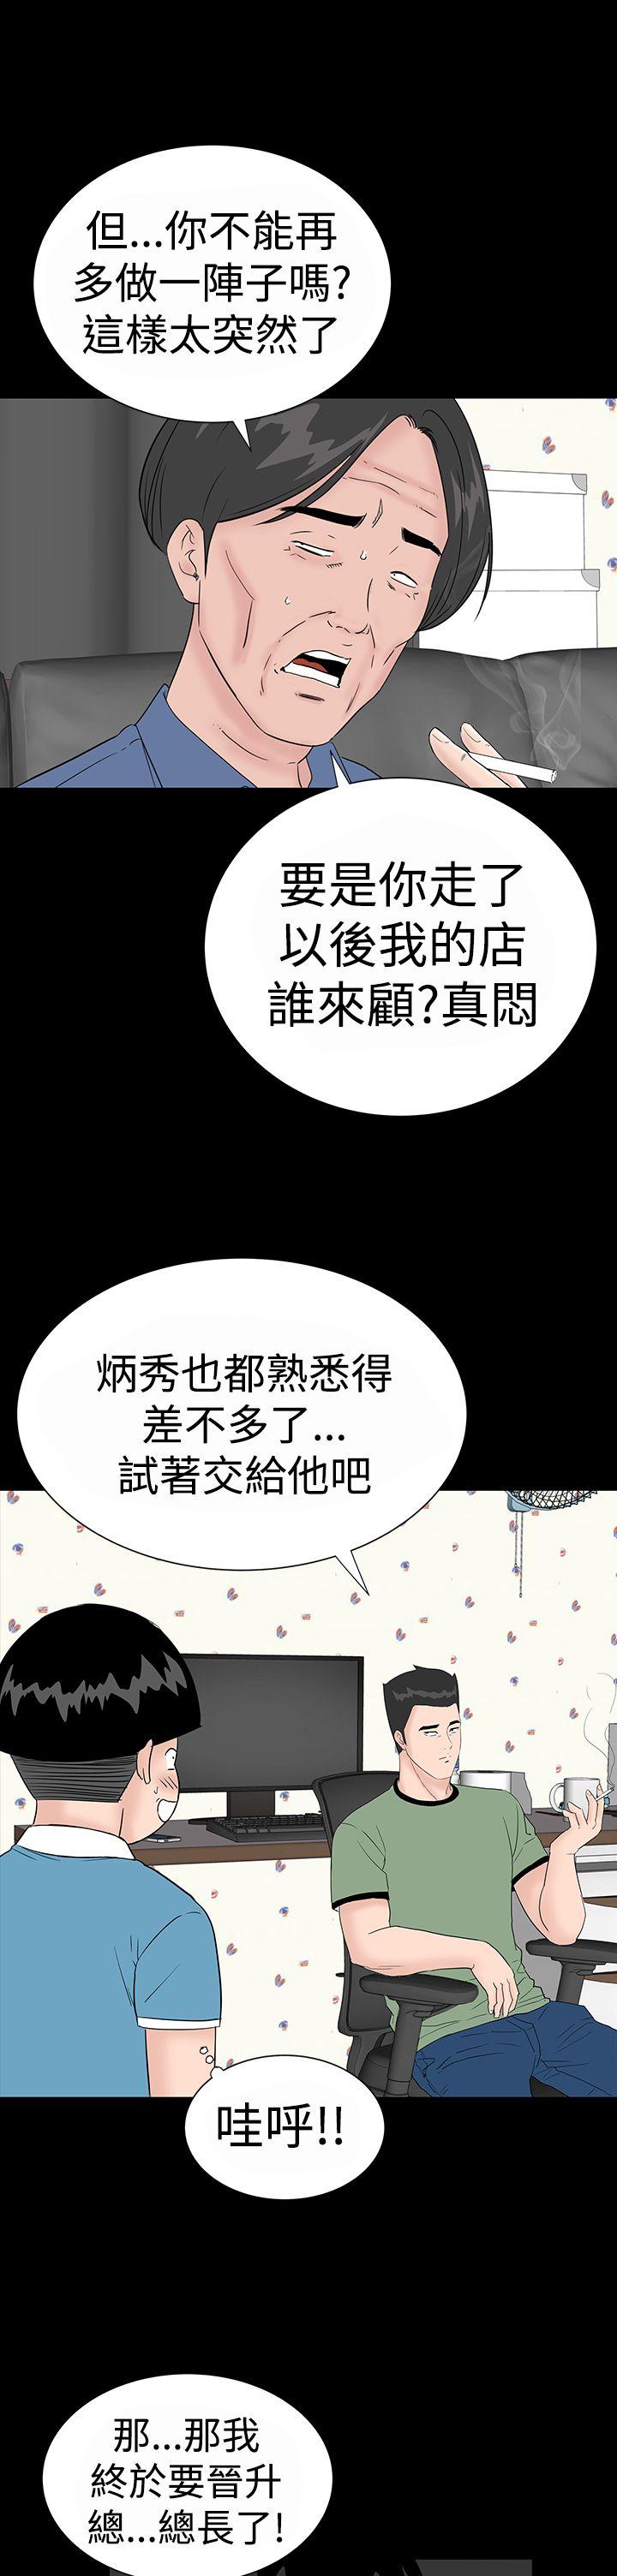 但...你不能再
多做一陣子嗎?
這樣太突然了
要是你走了
以後我的店
誰來顧?真悶
炳秀也都熟悉得
差不多了...
試著交給他吧
哇呼!!
那...那我
終於要晉升
總...總長了!